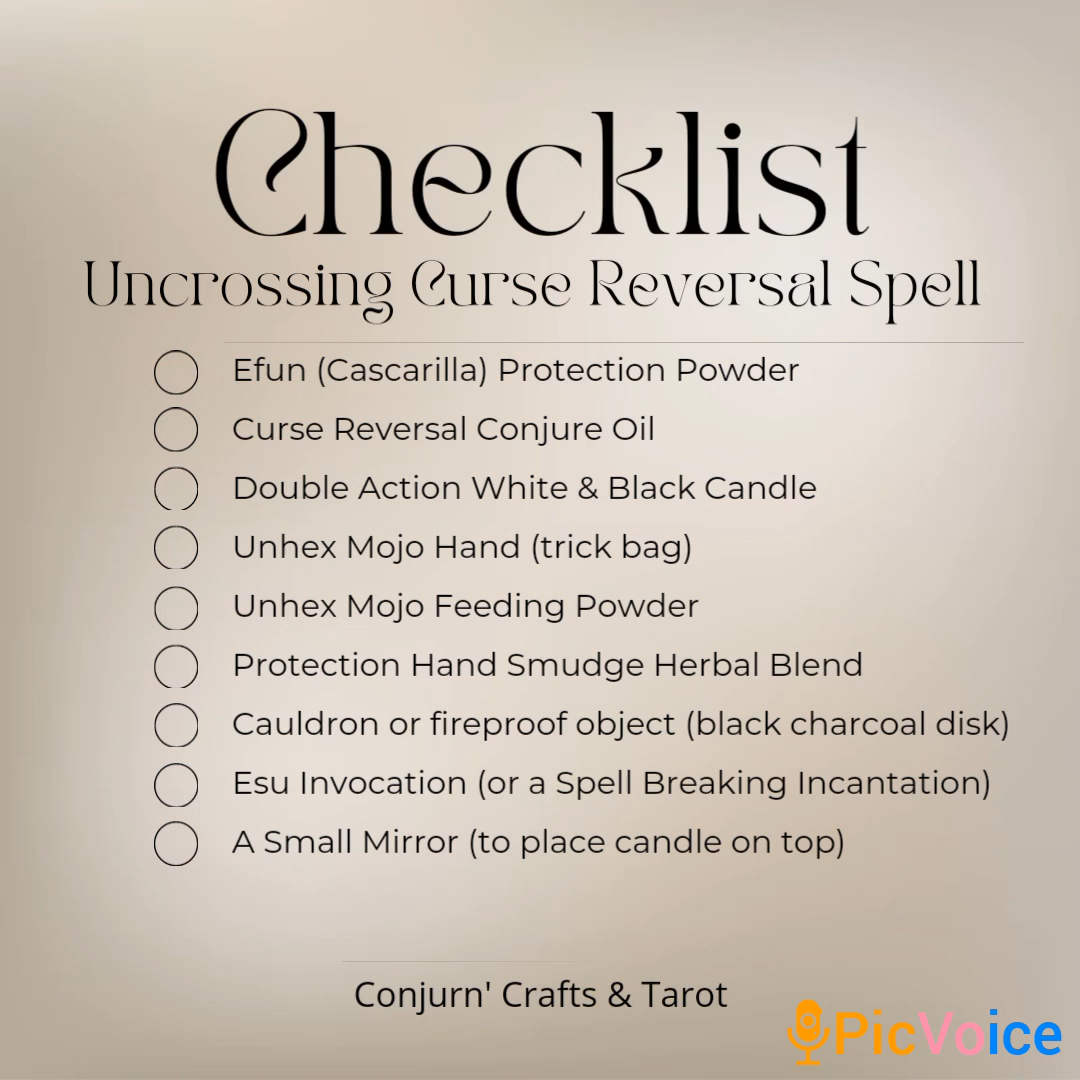 Checklist
Uncrossing Curse Reversal Spell
Efun (Cascarilla) Protection Powder
Curse Reversal Conjure Oil
Double Action White & Black Candle
Unhex Mojo Hand (trick bag)
Unhex Mojo Feeding Powder
Protection Hand Smudge Herbal Blend
Cauldron or fireproof object (black charcoal disk)
Esu Invocation (or a Spell Breaking Incantation)
A Small Mirror (to place candle on top)
Conjurn' Crafts & Tarot
PicVoice